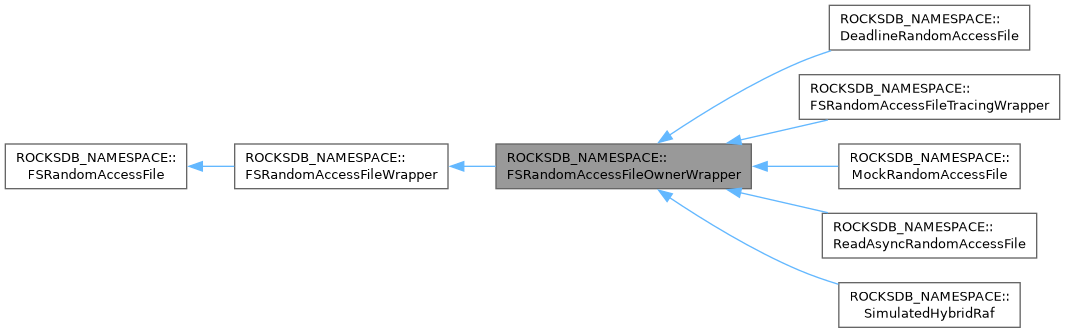 ROCKSDB_NAMESPACE::
FSRandomAccessFile
ROCKSDB_NAMESPACE::
FSRandomAccessFileWrapper
ROCKSDB_NAMESPACE::
FSRandomAccessFileOwnerWrapper
ROCKSDB_NAMESPACE::
DeadlineRandomAccessFile
ROCKSDB_NAMESPACE::
FSRandomAccessFileTracingWrapper
ROCKSDB_NAMESPACE::
MockRandomAccessFile
ROCKSDB_NAMESPACE::
ReadAsyncRandomAccessFile
ROCKSDB_NAMESPACE::
SimulatedHybridRaf